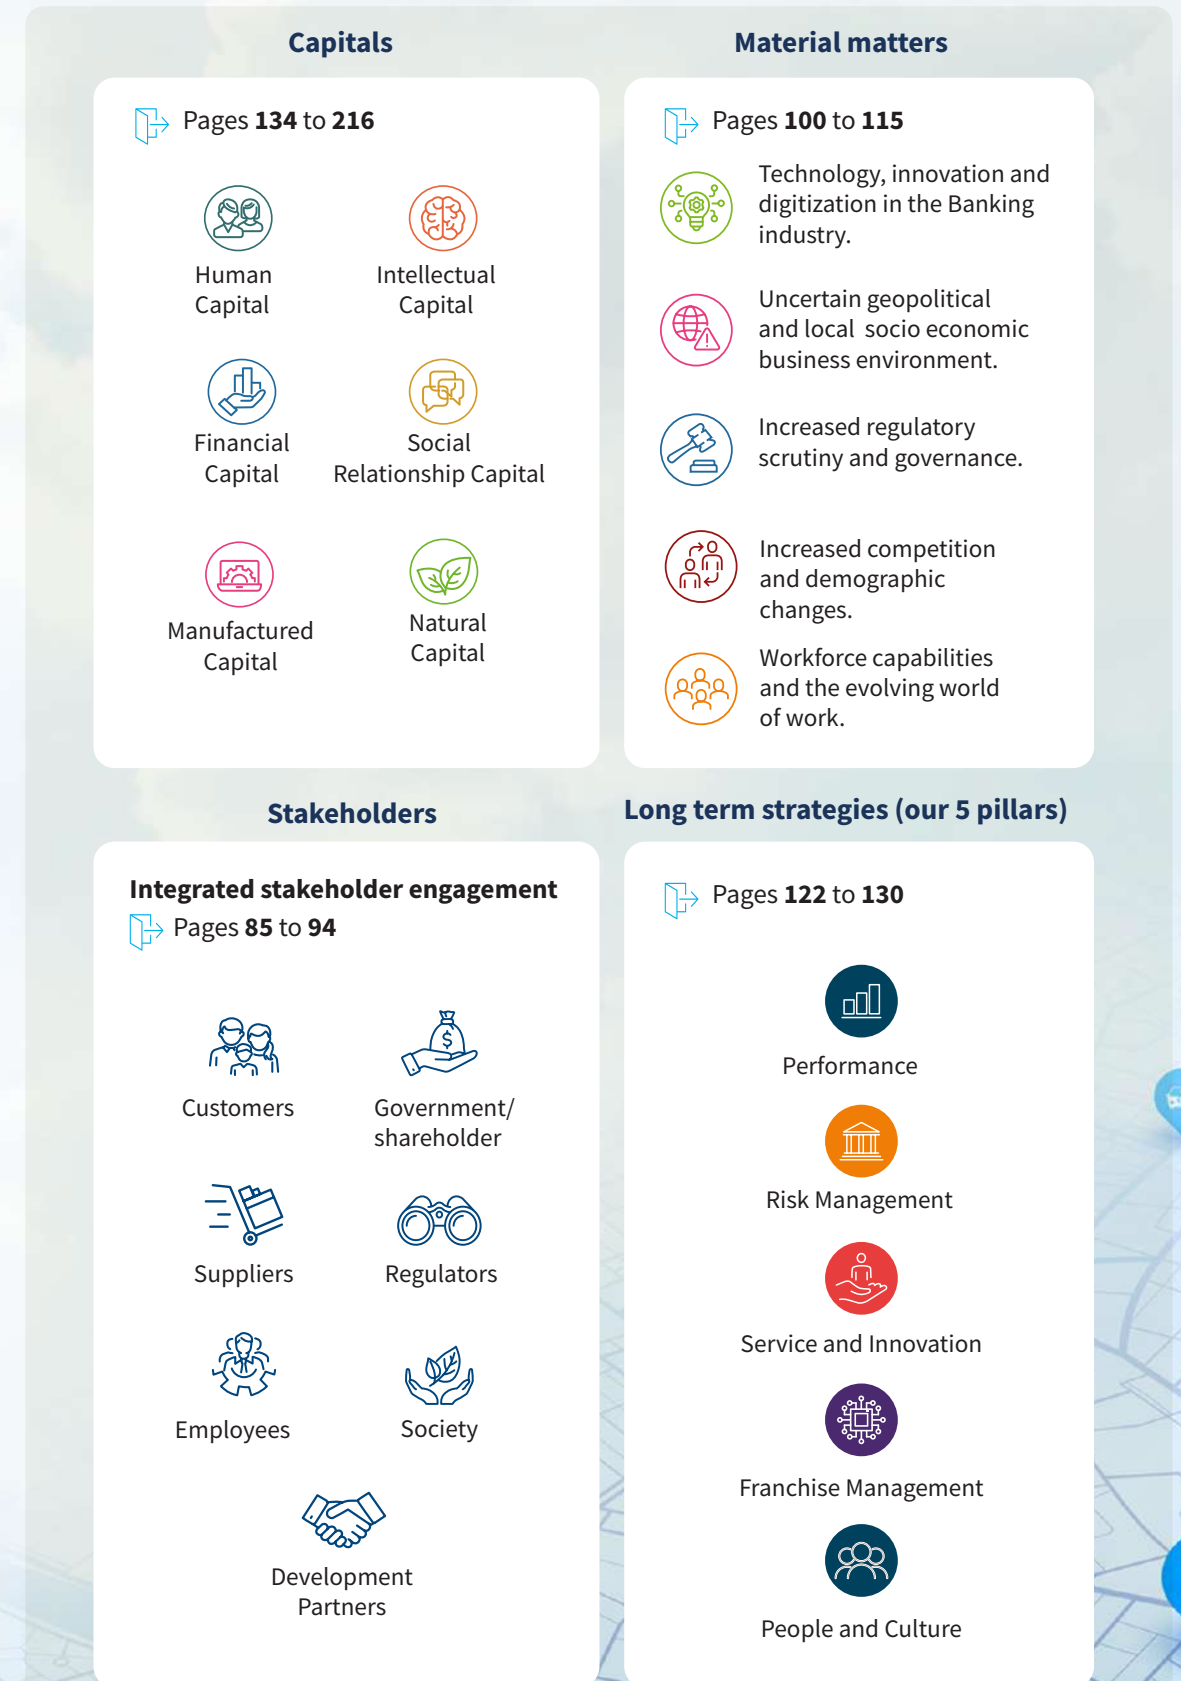 Capitals
Pages 134 to 216
Human
Capital
Intellectual
Capital
Financial
Capital
Social
Relationship Capital
Manufactured
Capital
Natural
Capital
Material matters
Pages 100 to 115
Technology, innovation and
digitization in the Banking
industry.
Uncertain geopolitical
and local socio economic
business environment.
Increased regulatory
scrutiny and governance.
Increased competition
and demographic
changes.
Workforce capabilities
and the evolving world
of work.
Stakeholders
Integrated stakeholder engagement
Pages 85 to 94
Customers
Government/
shareholder
$
Suppliers
Regulators
Employees
Society
Development
Partners
Long term strategies (our 5 pillars)
Pages 122 to 130
Performance
Risk Management
Service and Innovation
Franchise Management
People and Culture